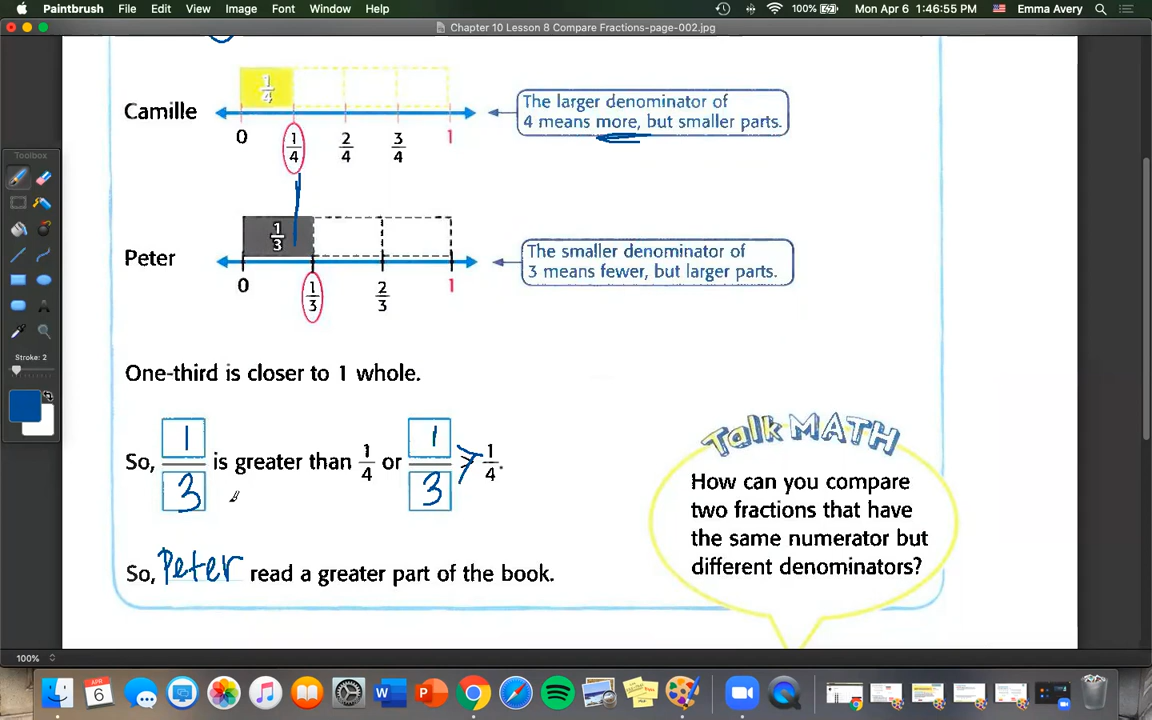 Paintbrush File Edit View Image Font Window Help 100% Mon Apr 6 1:46:55 PM Emma Avery
Chapter 10 Lesson 8 Compare Fractions-page-002.jpg
Toolbox
Stroke: 2
1/4
Camille
0 1/4 2/4 3/4 1
The larger denominator of
4 means more, but smaller parts.
1/3
Peter
0 1/3 2/3 1
The smaller denominator of
3 means fewer, but larger parts.
One-third is closer to 1 whole.
So, 1/3 is greater than 1/4 or 1/3 > 1/4.
So, Peter read a greater part of the book.
Talk MATH
How can you compare
two fractions that have
the same numerator but
different denominators?
100%
APR
6